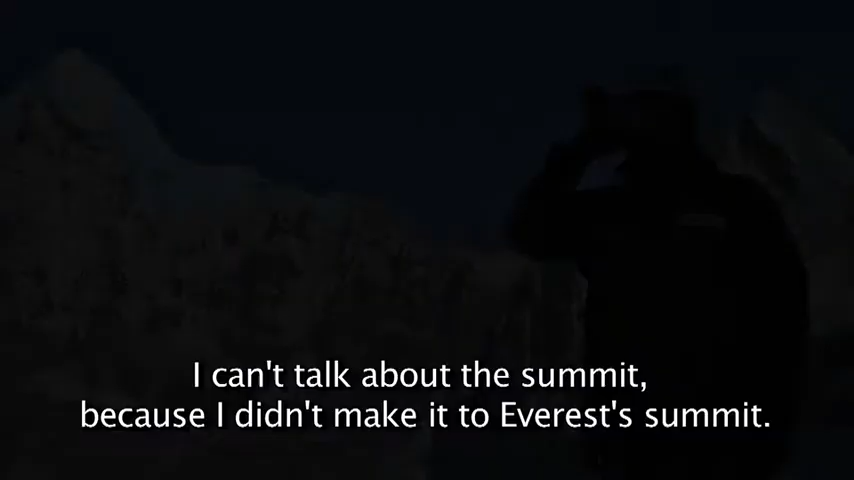 I can't talk about the summit,
because I didn't make it to Everest's summit.